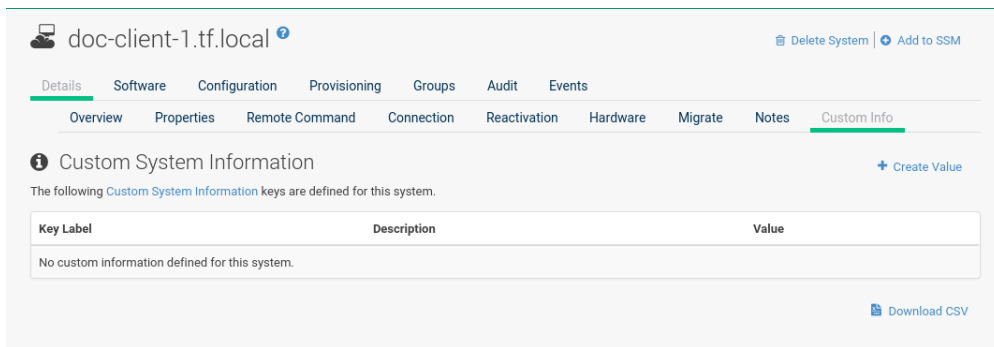 doc-client-1.tf.local ?
Delete System | Add to SSM
Details Software Configuration Provisioning Groups Audit Events
Overview Properties Remote Command Connection Reactivation Hardware Migrate Notes Custom Info
Custom System Information
+ Create Value
The following Custom System Information keys are defined for this system.
Key Label Description Value
No custom information defined for this system.
Download CSV